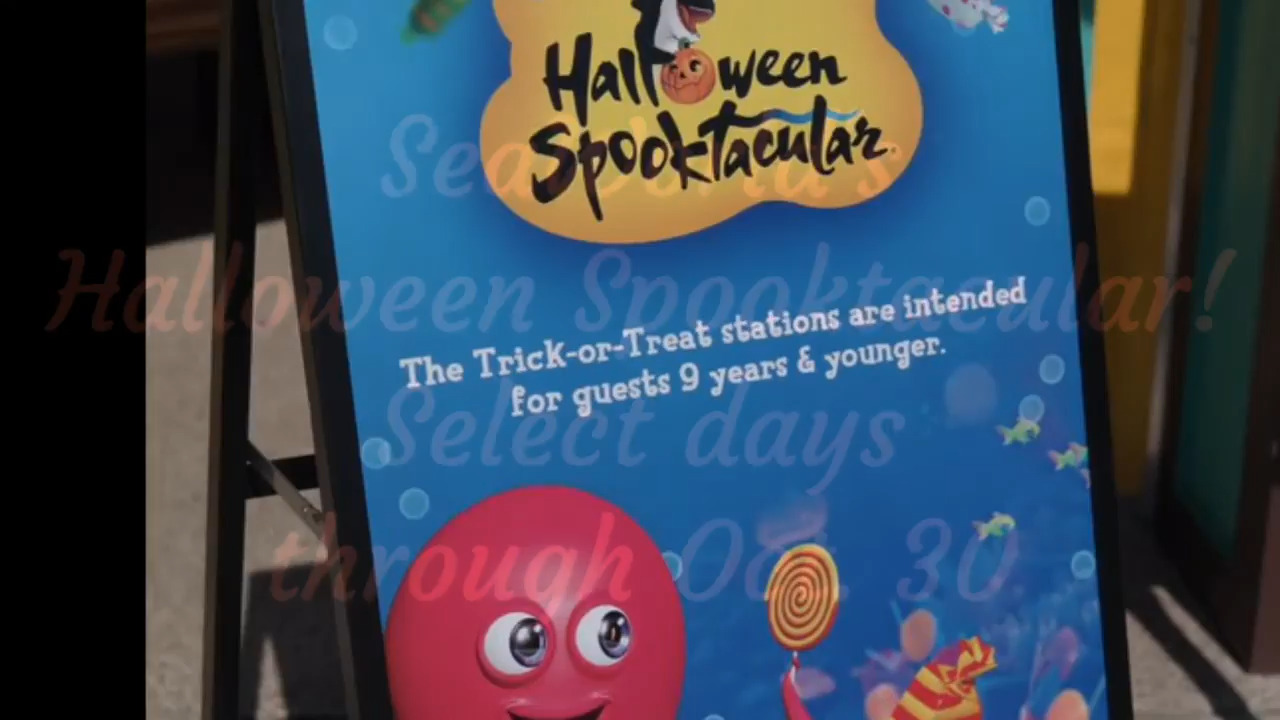 Halloween
Spooktacular
SeaWorld's
Halloween Spooktacular!
The Trick-or-Treat stations are intended
for guests 9 years & younger.
Select days
through Oct. 30